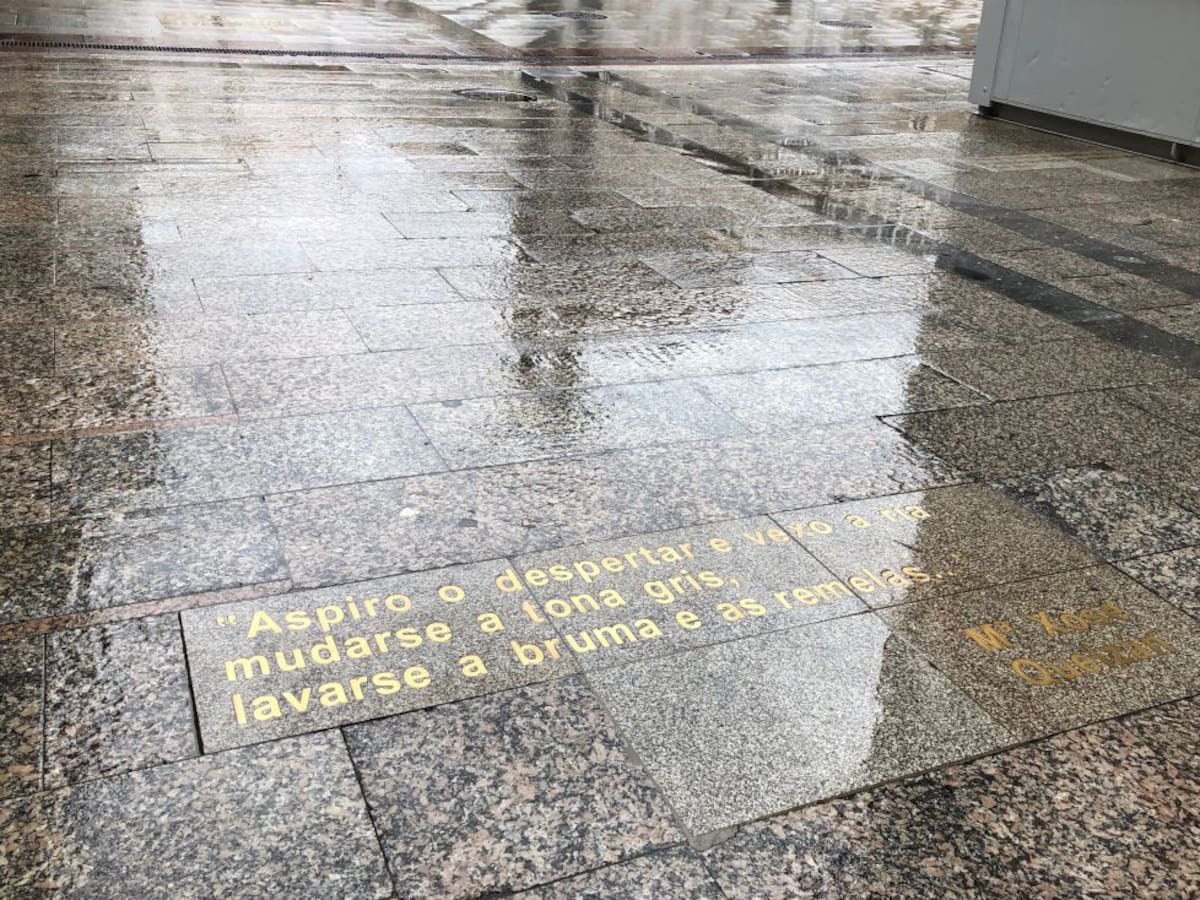 "Aspiro o despertar e vexo a ría
mudarse a tona gris,
lavarse a bruma e as remelas..."
Mª Xosé
Queizán